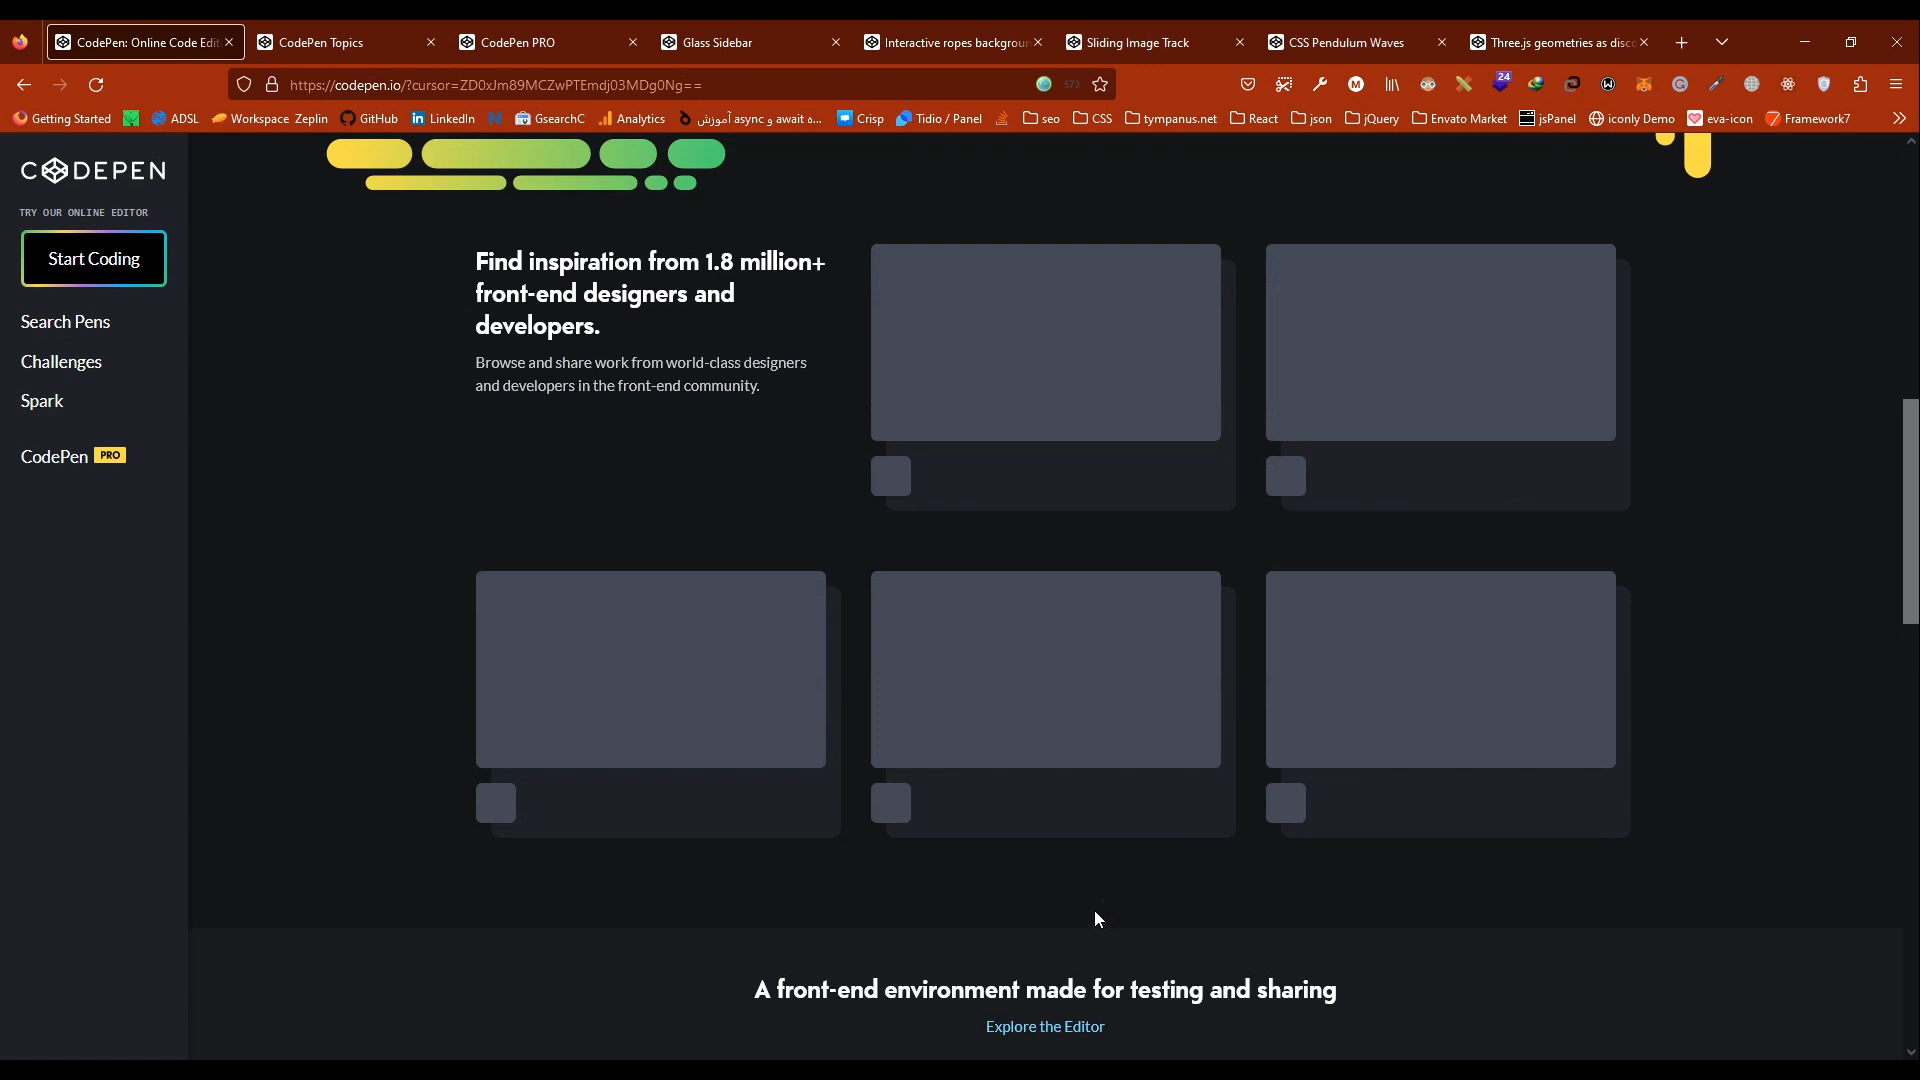 CodePen: Online Code Edit
CodePen Topics
CodePen PRO
Glass Sidebar
Interactive ropes backgroun
Sliding Image Track
CSS Pendulum Waves
Three.js geometries as disco
https://codepen.io/?cursor=ZD0xJm89MCZwPTEmdj03MDg0Ng==
573
24
Getting Started
ADSL
Workspace Zeplin
GitHub
LinkedIn
GsearchC
Analytics
آموزش async و await ه...
Crisp
Tidio / Panel
seo
CSS
tympanus.net
React
json
jQuery
Envato Market
jsPanel
iconly Demo
eva-icon
Framework7
CODEPEN
TRY OUR ONLINE EDITOR
Start Coding
Search Pens
Challenges
Spark
CodePen PRO
Find inspiration from 1.8 million+
front-end designers and
developers.
Browse and share work from world-class designers
and developers in the front-end community.
A front-end environment made for testing and sharing
Explore the Editor